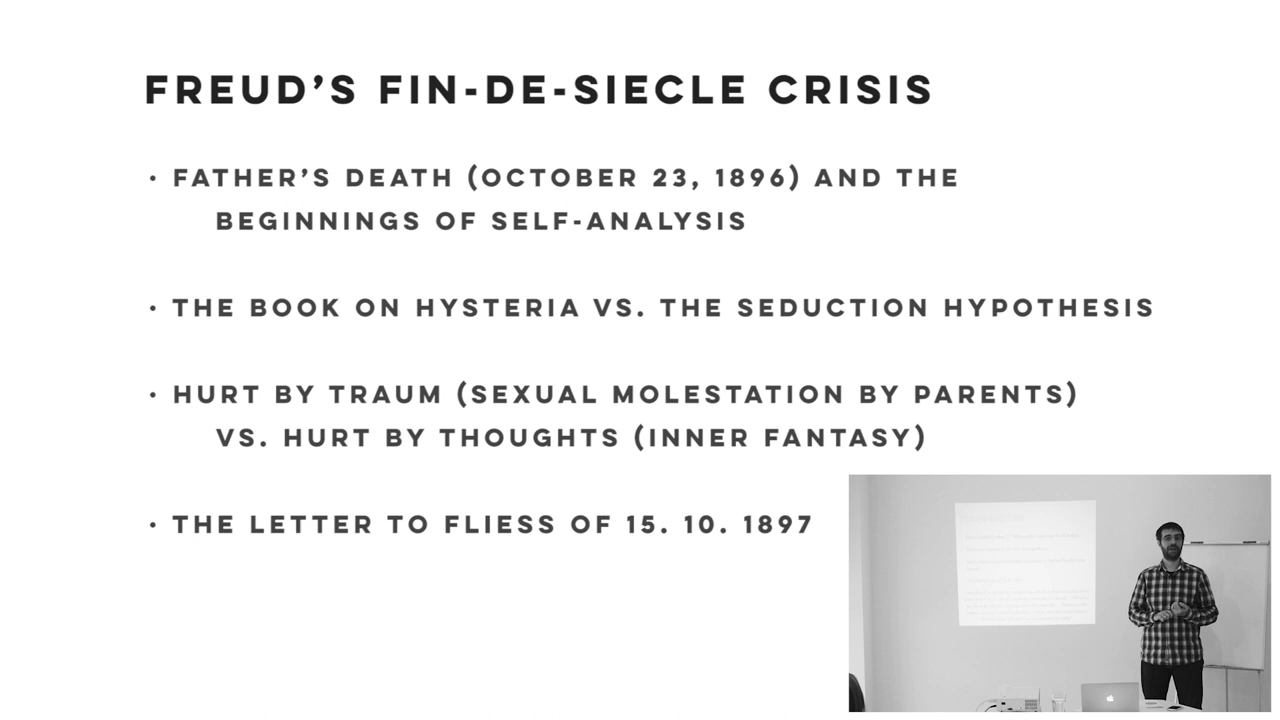 FREUD'S FIN-DE-SIECLE CRISIS
• FATHER'S DEATH (OCTOBER 23, 1896) AND THE
BEGINNINGS OF SELF-ANALYSIS
• THE BOOK ON HYSTERIA VS. THE SEDUCTION HYPOTHESIS
• HURT BY TRAUM (SEXUAL MOLESTATION BY PARENTS)
VS. HURT BY THOUGHTS (INNER FANTASY)
• THE LETTER TO FLIESS OF 15. 10. 1897